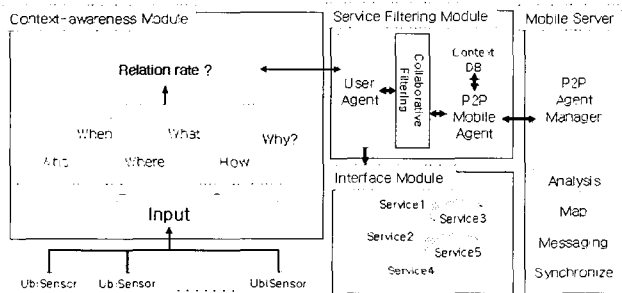 Context-awareness Module
Relation rate ?
When
What
Why?
Who
Where
How
Input
UbiSensor
UbiSensor
UbiSensor
Service Filtering Module
User
Agent
Collaborative
Filtering
Context
DB
P2P
Mobile
Agent
Interface Module
Service1
Service3
Service2
Service5
Service4
Mobile Server
P2P
Agent
Manager
Analysis
Map
Messaging
Synchronize